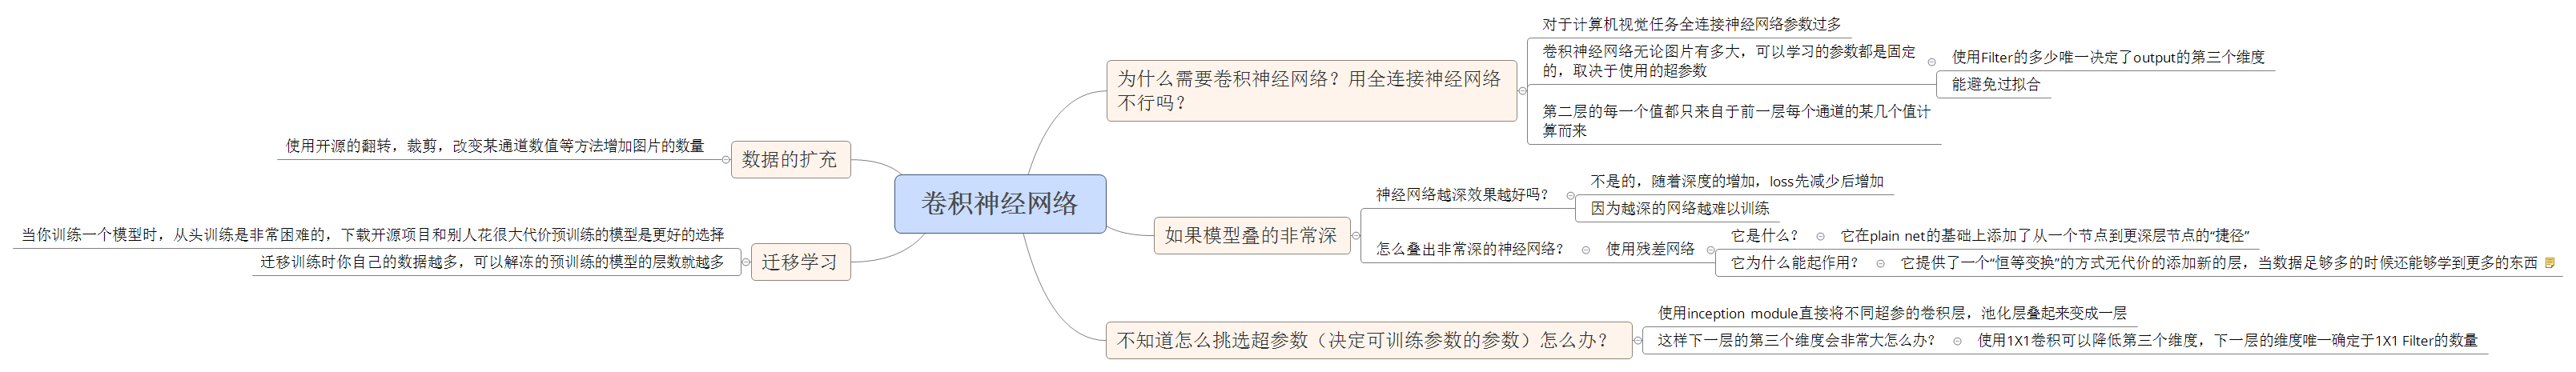 卷积神经网络
为什么需要卷积神经网络？用全连接神经网络
不行吗？
对于计算机视觉任务全连接神经网络参数过多
卷积神经网络无论图片有多大，可以学习的参数都是固定
的，取决于使用的超参数
使用Filter的多少唯一决定了output的第三个维度
能避免过拟合
第二层的每一个值都只来自于前一层每个通道的某几个值计
算而来
如果模型叠的非常深
神经网络越深效果越好吗？
不是的，随着深度的增加，loss先减少后增加
因为越深的网络越难以训练
怎么叠出非常深的神经网络？
使用残差网络
它是什么？
它在plain net的基础上添加了从一个节点到更深层节点的“捷径”
它为什么能起作用？
它提供了一个“恒等变换”的方式无代价的添加新的层，当数据足够多的时候还能够学到更多的东西
不知道怎么挑选超参数（决定可训练参数的参数）怎么办？
使用inception module直接将不同超参的卷积层，池化层叠起来变成一层
这样下一层的第三个维度会非常大怎么办？
使用1X1卷积可以降低第三个维度，下一层的维度唯一确定于1X1 Filter的数量
数据的扩充
使用开源的翻转，裁剪，改变某通道数值等方法增加图片的数量
迁移学习
当你训练一个模型时，从头训练是非常困难的，下载开源项目和别人花很大代价预训练的模型是更好的选择
迁移训练时你自己的数据越多，可以解冻的预训练的模型的层数就越多